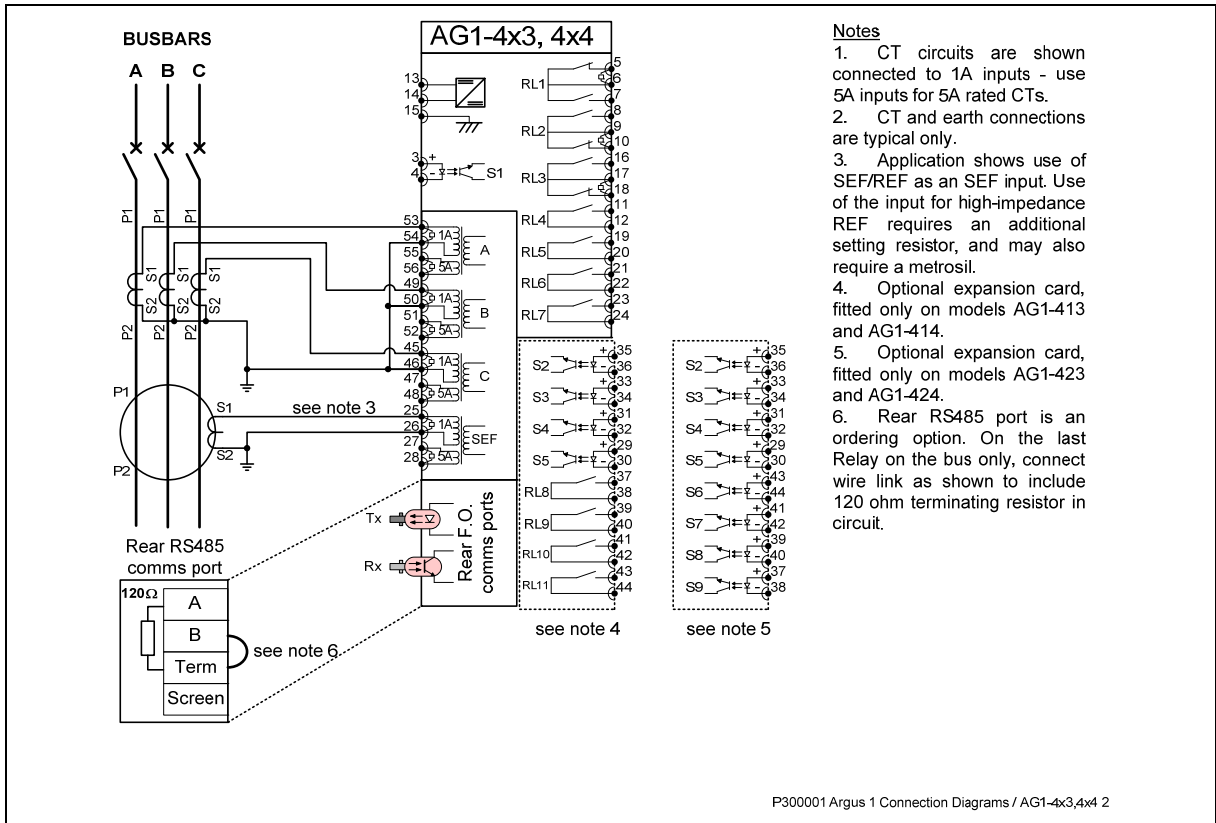 BUSBARS
A B C
AG1-4x3, 4x4
13
14
15
3 +
4 -
S1
RL1
5
6
7
RL2
8
9
10
RL3
16
17
18
RL4
11
12
RL5
19
20
RL6
21
22
RL7
23
24
P1 P1 P1
S1 S1 S1
S2 S2 S2
P2 P2 P2
53
54 1A
55
56 5A
A
49
50 1A
51
52 5A
B
45
46 1A
47
48 5A
C
25
26 1A
27
28 5A
SEF
P1
S1
see note 3
S2
P2
S2 + 35
- 36
S3 + 33
- 34
S4 + 31
- 32
S5 + 29
- 30
RL8 37
38
RL9 39
40
RL10 41
42
RL11 43
44
see note 4
S2 + 35
- 36
S3 + 33
- 34
S4 + 31
- 32
S5 + 29
- 30
S6 + 43
- 44
S7 + 41
- 42
S8 + 39
- 40
S9 + 37
- 38
see note 5
Tx
Rx
Rear F.O.
comms ports
Rear RS485
comms port
120Ω
A
B
Term
Screen
see note 6
Notes
1. CT circuits are shown
connected to 1A inputs - use
5A inputs for 5A rated CTs.
2. CT and earth connections
are typical only.
3. Application shows use of
SEF/REF as an SEF input. Use
of the input for high-impedance
REF requires an additional
setting resistor, and may also
require a metrosil.
4. Optional expansion card,
fitted only on models AG1-413
and AG1-414.
5. Optional expansion card,
fitted only on models AG1-423
and AG1-424.
6. Rear RS485 port is an
ordering option. On the last
Relay on the bus only, connect
wire link as shown to include
120 ohm terminating resistor in
circuit.
P300001 Argus 1 Connection Diagrams / AG1-4x3,4x4 2